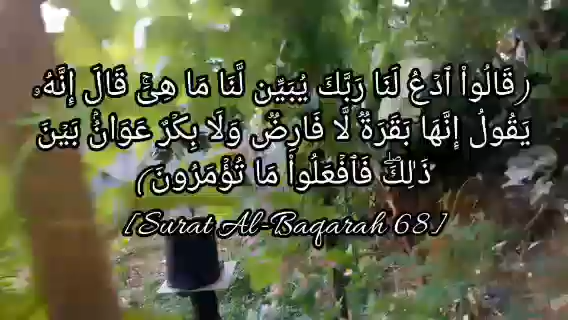 ﴿قَالُوا۟ ٱدۡعُ لَنَا رَبَّكَ يُبَيِّن لَّنَا مَا هِىَۚ قَالَ إِنَّهُۥ
يَقُولُ إِنَّهَا بَقَرَةࣱ لَّا فَارِضࣱ وَلَا بِكۡرٌ عَوَانُۢ بَيۡنَ
ذَ ٰ⁠لِكَۖ فَٱفۡعَلُوا۟ مَا تُؤۡمَرُونَ﴾
[Surat Al-Baqarah 68]